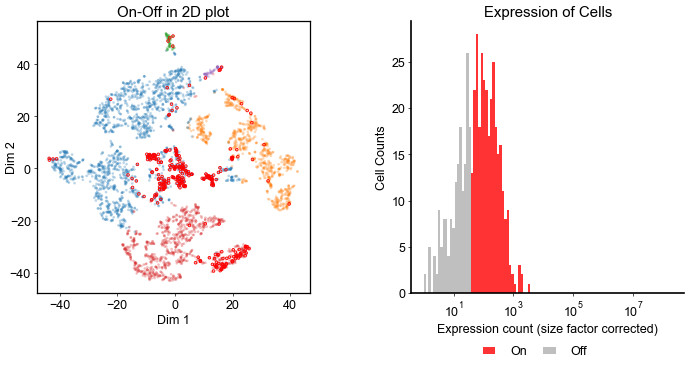 On-Off in 2D plot
Dim 2
40
20
0
−20
−40
−40 −20 0 20 40
Dim 1
Expression of Cells
Cell Counts
25
20
15
10
5
0
10^1 10^3 10^5 10^7
Expression count (size factor corrected)
On Off